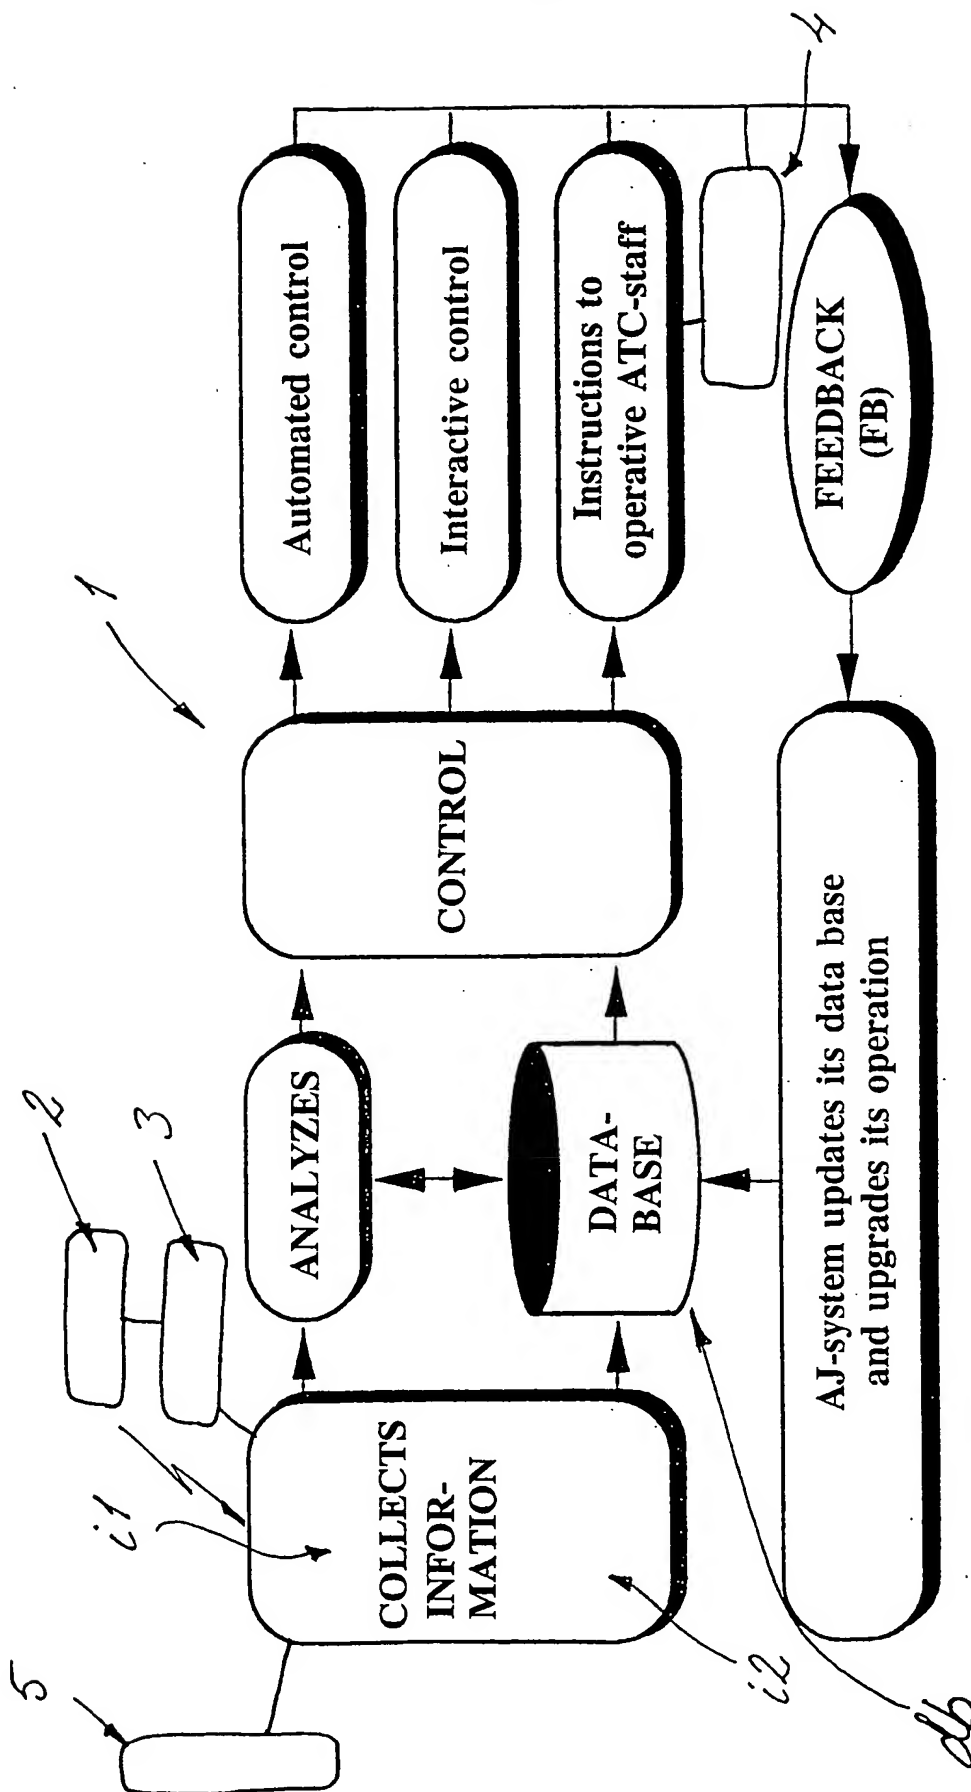 1
2
3
5
i1
COLLECTS
INFOR-
MATION
i2
ANALYZES
DATA-
BASE
db
CONTROL
Automated control
Interactive control
Instructions to
operative ATC-staff
4
FEEDBACK
(FB)
AJ-system updates its data base
and upgrades its operation